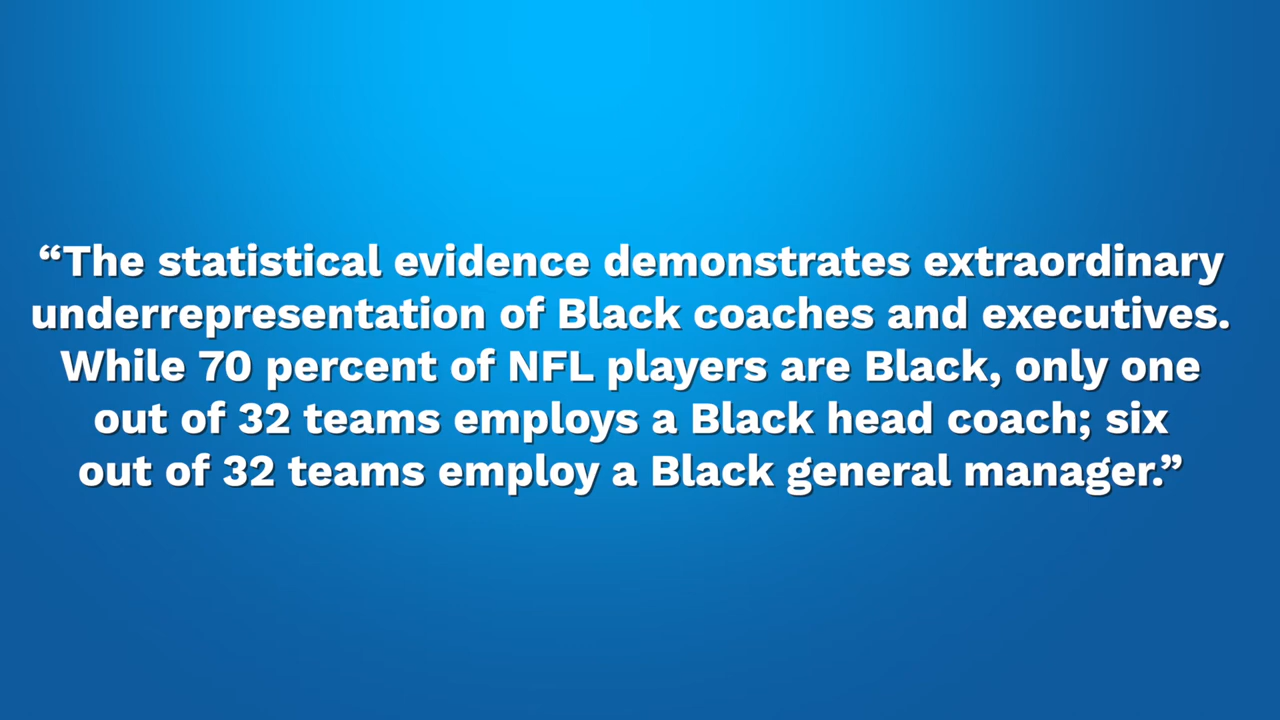 “The statistical evidence demonstrates extraordinary
underrepresentation of Black coaches and executives.
While 70 percent of NFL players are Black, only one
out of 32 teams employs a Black head coach; six
out of 32 teams employ a Black general manager.”